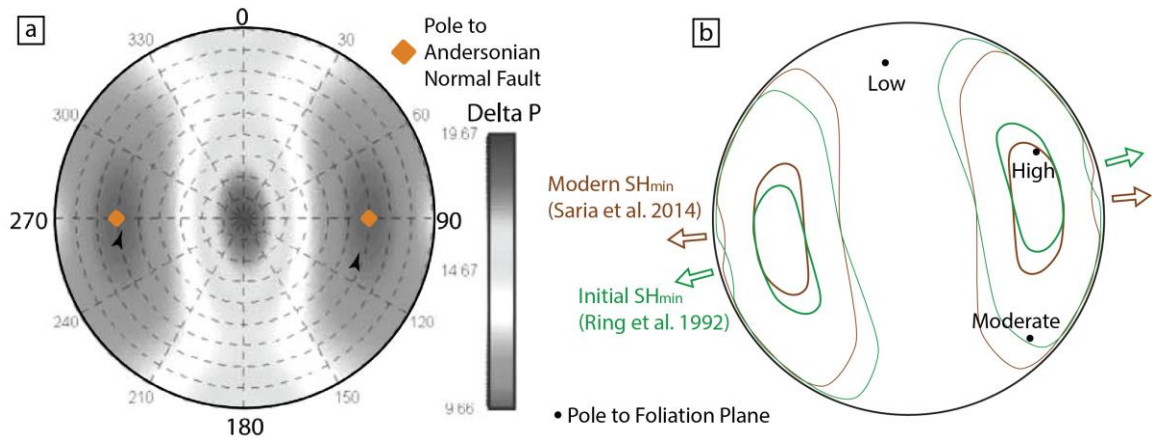 a
0
330
30
300
60
270
90
240
120
210
150
180
Pole to
Andersonian
Normal Fault
Delta P
19.67
14.67
9.66
b
Low
High
Moderate
Modern SHmin
(Saria et al. 2014)
Initial SHmin
(Ring et al. 1992)
• Pole to Foliation Plane